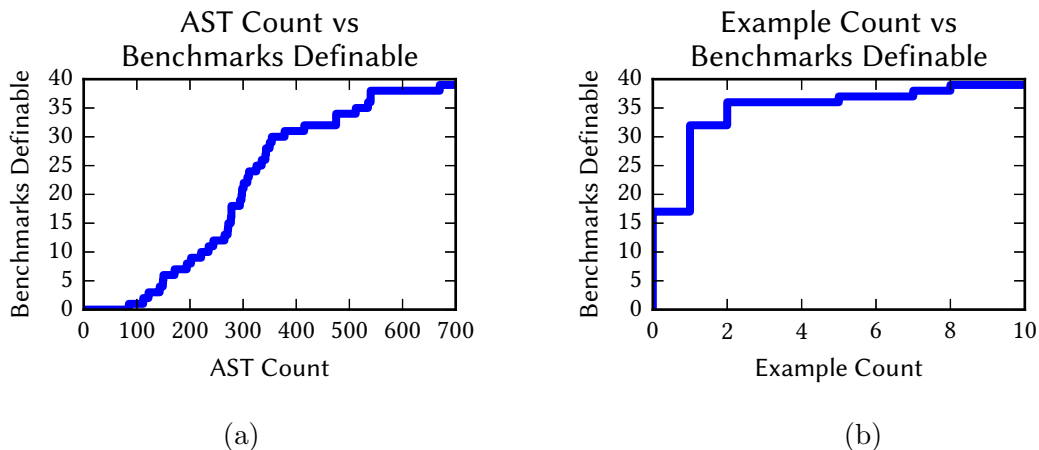 AST Count vs
Benchmarks Definable
Benchmarks Definable
40
35
30
25
20
15
10
5
0
0 100 200 300 400 500 600 700
AST Count
(a)
Example Count vs
Benchmarks Definable
Benchmarks Definable
40
35
30
25
20
15
10
5
0
0 2 4 6 8 10
Example Count
(b)